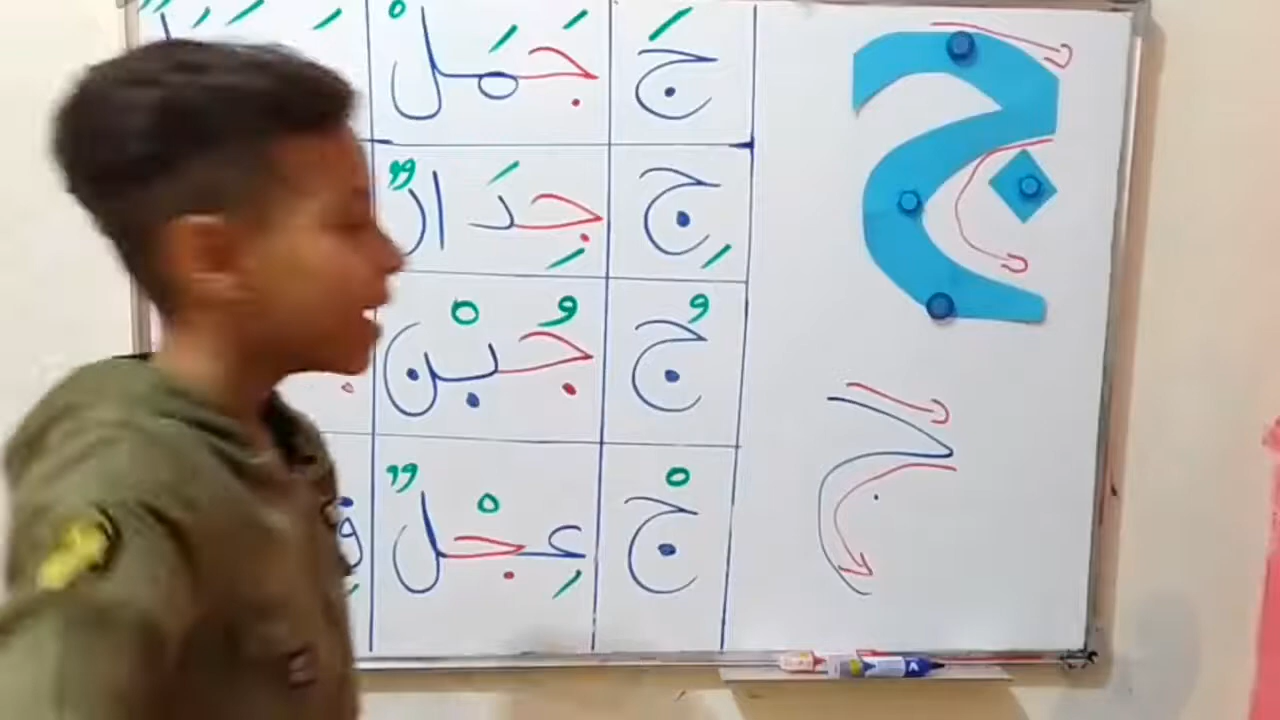 جَ جَمَلْ
جِ جِدَارٌ
جُ جُبْن
جْ عِجْلٌ
ج
ج